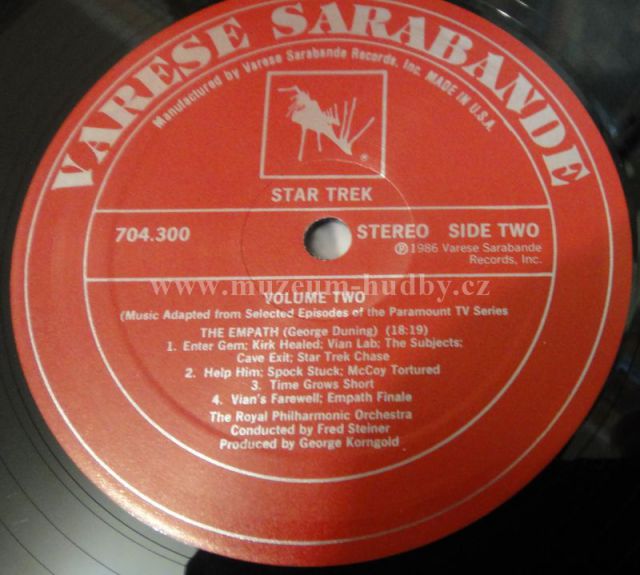 VARESE SARABANDE
Manufactured by Varese Sarabande Records, Inc. MADE IN U.S.A.
®
STAR TREK
704.300
STEREO SIDE TWO
℗ 1986 Varese Sarabande
Records, Inc.
www.muzeum-hudby.cz
VOLUME TWO
(Music Adapted from Selected Episodes of the Paramount TV Series
THE EMPATH (George Duning) (18:19)
1. Enter Gem; Kirk Healed; Vian Lab; The Subjects;
Cave Exit; Star Trek Chase
2. Help Him; Spock Stuck; McCoy Tortured
3. Time Grows Short
4. Vian's Farewell; Empath Finale
The Royal Philharmonic Orchestra
Conducted by Fred Steiner
Produced by George Korngold